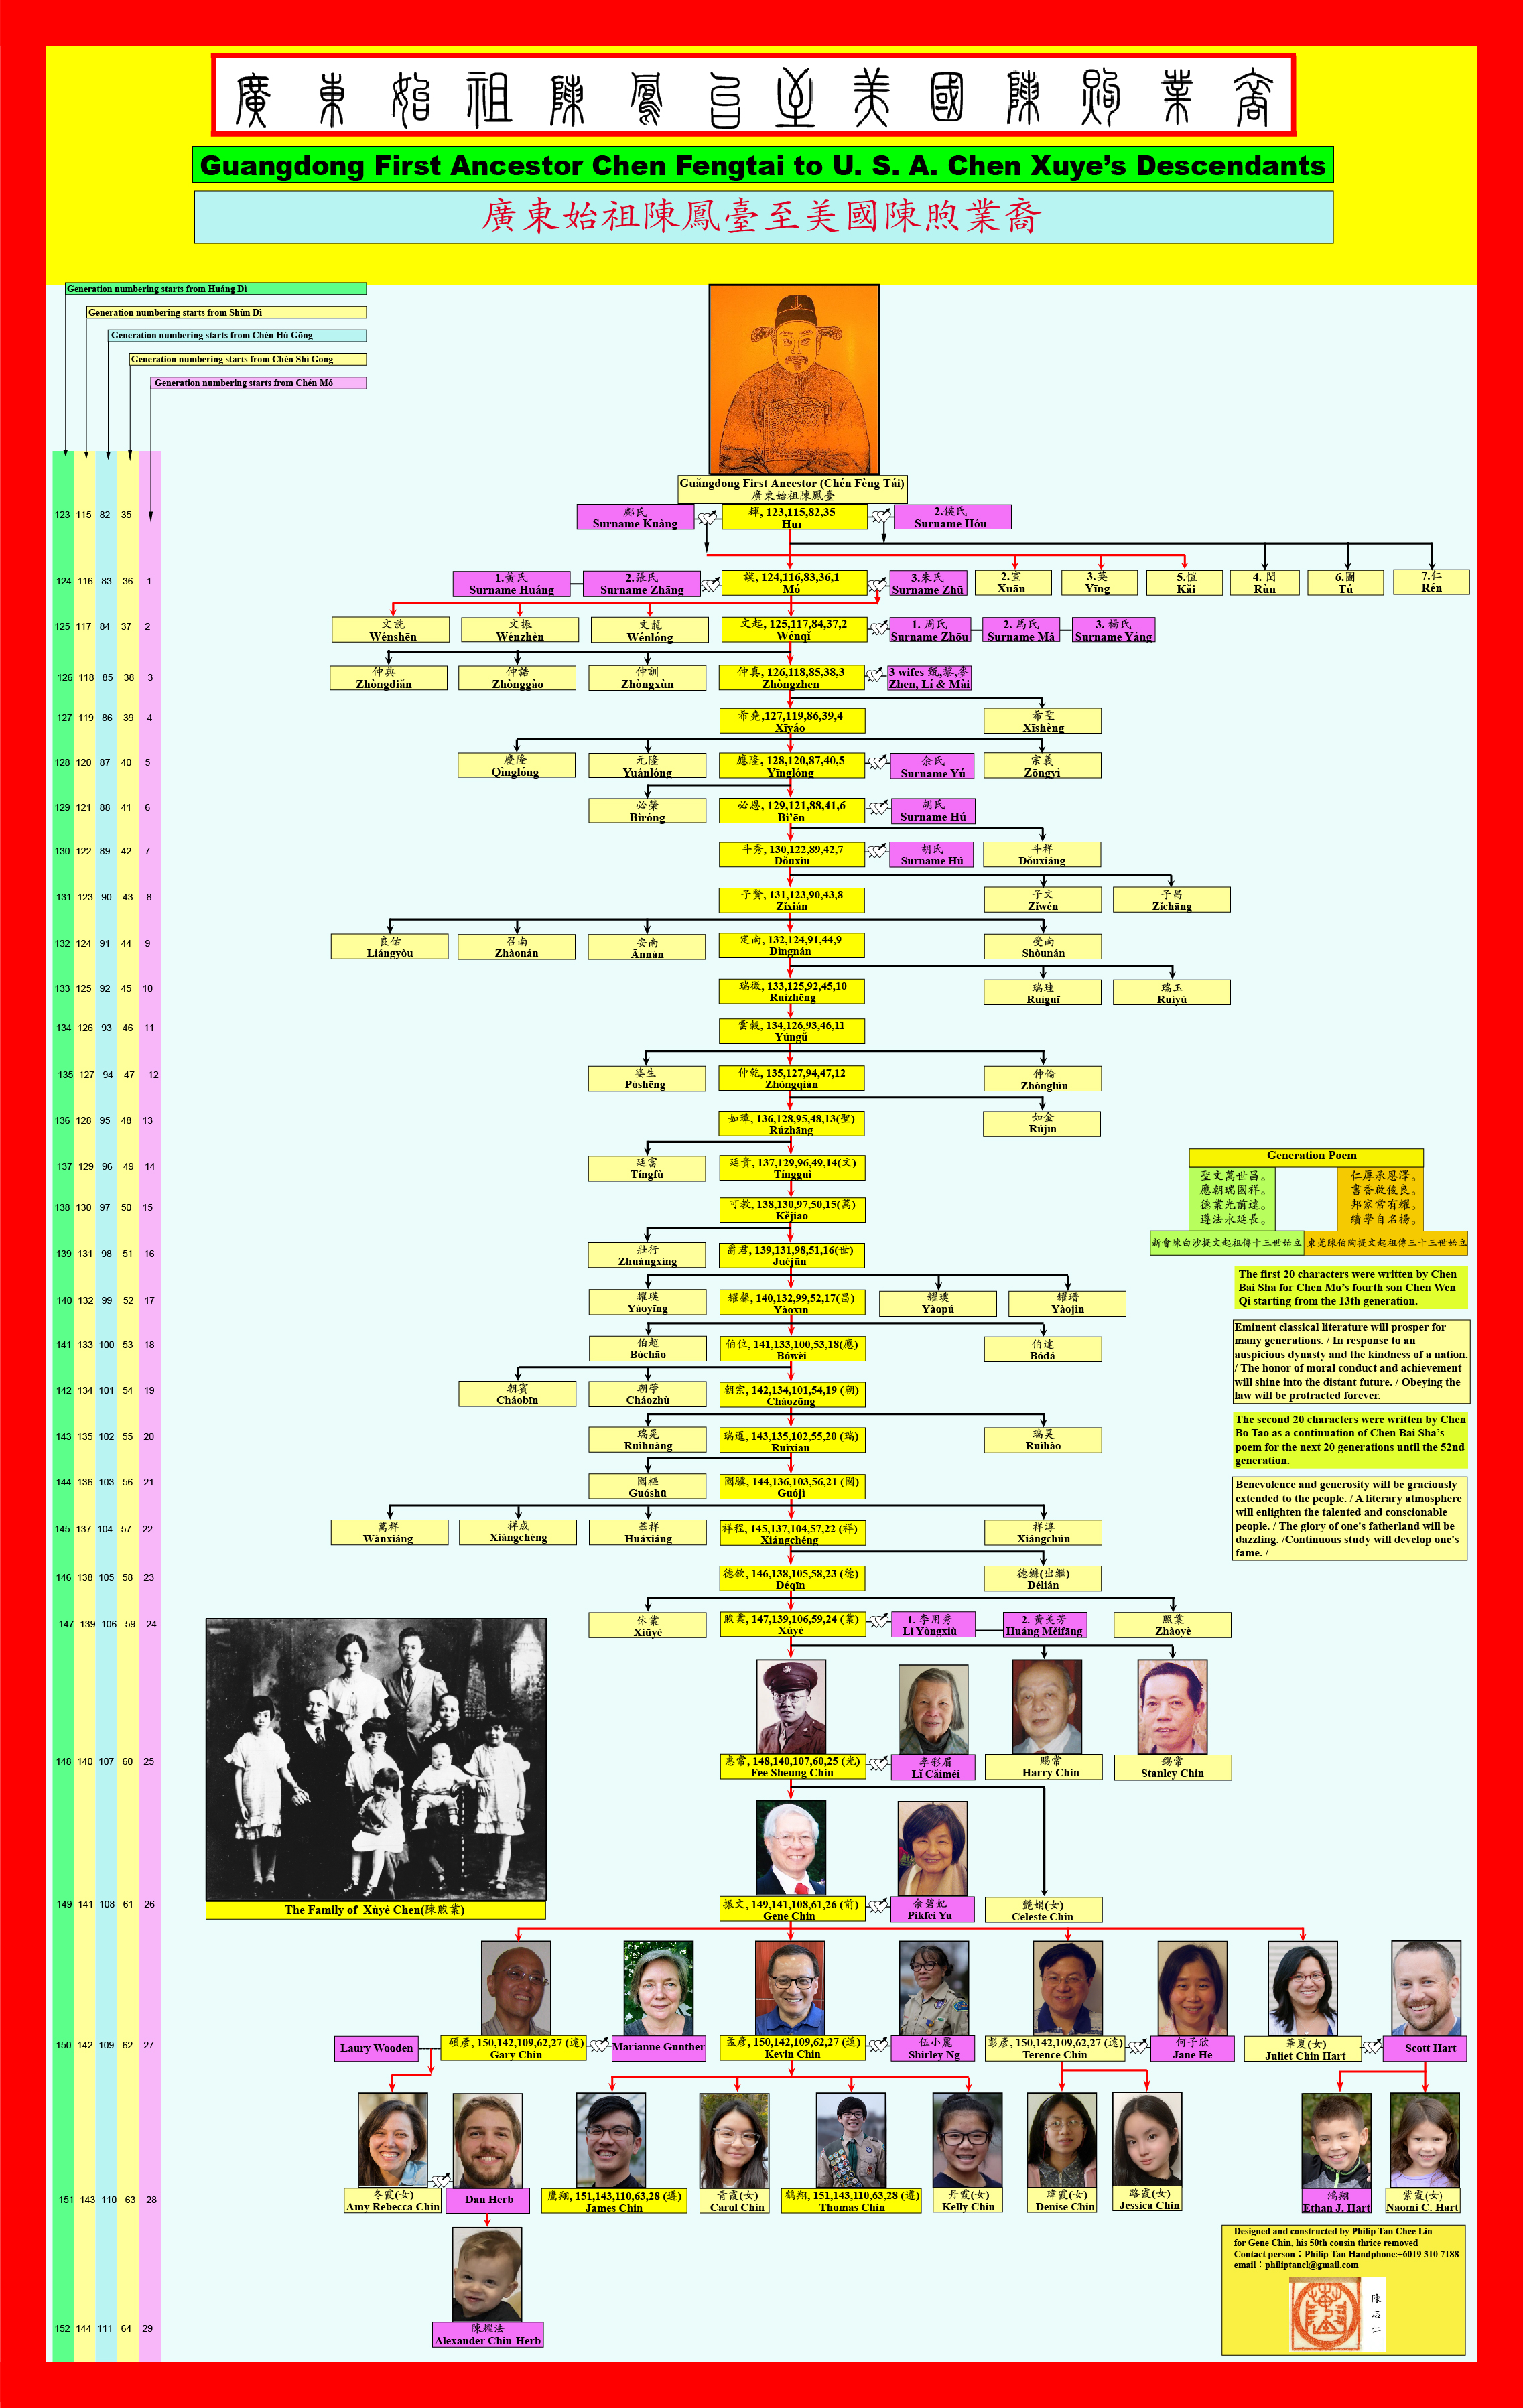 廣東始祖陳鳳臺至美國陳煦業裔
Guangdong First Ancestor Chen Fengtai to U. S. A. Chen Xuye's Descendants
廣東始祖陳鳳臺至美國陳煦業裔
Generation numbering starts from Huáng Dì
Generation numbering starts from Shùn Dì
Generation numbering starts from Chén Hú Gōng
Generation numbering starts from Chén Shí Gong
Generation numbering starts from Chén Mó
Guǎngdōng First Ancestor (Chén Fèng Tái)
廣東始祖陳鳳臺
123 115 82 35
鄺氏
Surname Kuàng
輝, 123,115,82,35
Huī
2.侯氏
Surname Hóu
124 116 83 36 1
1.黃氏
Surname Huáng
2.張氏
Surname Zhāng
謨, 124,116,83,36,1
Mó
3.朱氏
Surname Zhū
2.宣
Xuān
3.英
Yīng
5.愷
Kǎi
4. 閏
Rùn
6.圖
Tú
7.仁
Rén
125 117 84 37 2
文詵
Wénshēn
文振
Wénzhèn
文龍
Wénlóng
文起, 125,117,84,37,2
Wénqǐ
1. 周氏
Surname Zhōu
2. 馬氏
Surname Mǎ
3. 楊氏
Surname Yáng
126 118 85 38 3
仲典
Zhòngdiǎn
仲誥
Zhònggào
仲訓
Zhòngxùn
仲真, 126,118,85,38,3
Zhòngzhēn
3 wifes 甄,黎,麥
Zhēn, Lí & Mài
127 119 86 39 4
希堯,127,119,86,39,4
Xīyáo
希聖
Xīshèng
128 120 87 40 5
慶隆
Qìnglóng
元隆
Yuánlóng
應隆, 128,120,87,40,5
Yīnglóng
余氏
Surname Yú
宗義
Zōngyì
129 121 88 41 6
必榮
Bìróng
必恩, 129,121,88,41,6
Bì'ēn
胡氏
Surname Hú
130 122 89 42 7
斗秀, 130,122,89,42,7
Dǒuxiu
胡氏
Surname Hú
斗祥
Dǒuxiáng
131 123 90 43 8
子賢, 131,123,90,43,8
Zǐxián
子文
Zǐwén
子昌
Zǐchāng
132 124 91 44 9
良佑
Liángyòu
召南
Zhàonán
安南
Ānnán
定南, 132,124,91,44,9
Dìngnán
受南
Shòunán
133 125 92 45 10
瑞徵, 133,125,92,45,10
Ruìzhēng
瑞珪
Ruìguī
瑞玉
Ruìyù
134 126 93 46 11
雲穀, 134,126,93,46,11
Yúngǔ
135 127 94 47 12
婆生
Póshēng
仲乾, 135,127,94,47,12
Zhòngqián
仲倫
Zhònglún
136 128 95 48 13
如璋, 136,128,95,48,13(聖)
Rúzhāng
如金
Rújīn
137 129 96 49 14
廷富
Tíngfù
廷貴, 137,129,96,49,14(文)
Tíngguì
138 130 97 50 15
可教, 138,130,97,50,15(萬)
Kějiāo
139 131 98 51 16
壯行
Zhuàngxíng
爵君, 139,131,98,51,16(世)
Juéjūn
140 132 99 52 17
耀瑛
Yàoyīng
耀馨, 140,132,99,52,17(昌)
Yàoxīn
耀璞
Yàopú
耀瑨
Yàojìn
141 133 100 53 18
伯超
Bóchāo
伯位, 141,133,100,53,18(應)
Bówèi
伯達
Bódá
142 134 101 54 19
朝賓
Cháobīn
朝苧
Cháozhù
朝宗, 142,134,101,54,19 (朝)
Cháozōng
143 135 102 55 20
瑞晃
Ruìhuàng
瑞暹, 143,135,102,55,20 (瑞)
Ruìxiān
瑞昊
Ruìhào
144 136 103 56 21
國樞
Guóshū
國驥, 144,136,103,56,21 (國)
Guójì
145 137 104 57 22
萬祥
Wànxiáng
祥成
Xiángchéng
華祥
Huáxiáng
祥程, 145,137,104,57,22 (祥)
Xiángchéng
祥淳
Xiángchún
146 138 105 58 23
德欽, 146,138,105,58,23 (德)
Déqīn
德鐮(出繼)
Délián
147 139 106 59 24
休業
Xiūyè
煦業, 147,139,106,59,24 (業)
Xùyè
1. 李用秀
Lǐ Yòngxiù
2. 黃美芳
Huáng Měifāng
照業
Zhàoyè
Generation Poem
聖文萬世昌。
應朝瑞國祥。
德業光前遠。
遵法永延長。
仁厚承恩澤。
書香啟俊良。
邦家常有耀。
績學自名揚。
新會陳白沙提文起祖傳十三世始立
東莞陳伯陶提文起祖傳三十三世始立
The first 20 characters were written by Chen
Bai Sha for Chen Mo's fourth son Chen Wen
Qi starting from the 13th generation.
Eminent classical literature will prosper for
many generations. / In response to an
auspicious dynasty and the kindness of a nation.
/ The honor of moral conduct and achievement
will shine into the distant future. / Obeying the
law will be protracted forever.
The second 20 characters were written by Chen
Bo Tao as a continuation of Chen Bai Sha's
poem for the next 20 generations until the 52nd
generation.
Benevolence and generosity will be graciously
extended to the people. / A literary atmosphere
will enlighten the talented and conscionable
people. / The glory of one's fatherland will be
dazzling. /Continuous study will develop one's
fame. /
148 140 107 60 25
惠常, 148,140,107,60,25 (光)
Fee Sheung Chin
李彩眉
Lǐ Cǎiméi
賜常
Harry Chin
錫常
Stanley Chin
The Family of Xùyè Chen(陳煦業)
149 141 108 61 26
振文, 149,141,108,61,26 (前)
Gene Chin
余碧妃
Pikfei Yu
艷娟(女)
Celeste Chin
150 142 109 62 27
Laury Wooden
碩彥, 150,142,109,62,27 (遠)
Gary Chin
Marianne Gunther
孟彥, 150,142,109,62,27 (遠)
Kevin Chin
伍小麗
Shirley Ng
彭彥, 150,142,109,62,27 (遠)
Terence Chin
何子欣
Jane He
華夏(女)
Juliet Chin Hart
Scott Hart
151 143 110 63 28
冬霞(女)
Amy Rebecca Chin
Dan Herb
鷹翔, 151,143,110,63,28 (遵)
James Chin
青霞(女)
Carol Chin
鶴翔, 151,143,110,63,28 (遵)
Thomas Chin
丹霞(女)
Kelly Chin
瑋霞(女)
Denise Chin
路霞(女)
Jessica Chin
鴻翔
Ethan J. Hart
紫霞(女)
Naomi C. Hart
152 144 111 64 29
陳耀法
Alexander Chin-Herb
Designed and constructed by Philip Tan Chee Lin
for Gene Chin, his 50th cousin thrice removed
Contact person：Philip Tan Handphone:+6019 310 7188
email：philiptancl@gmail.com
陳志仁